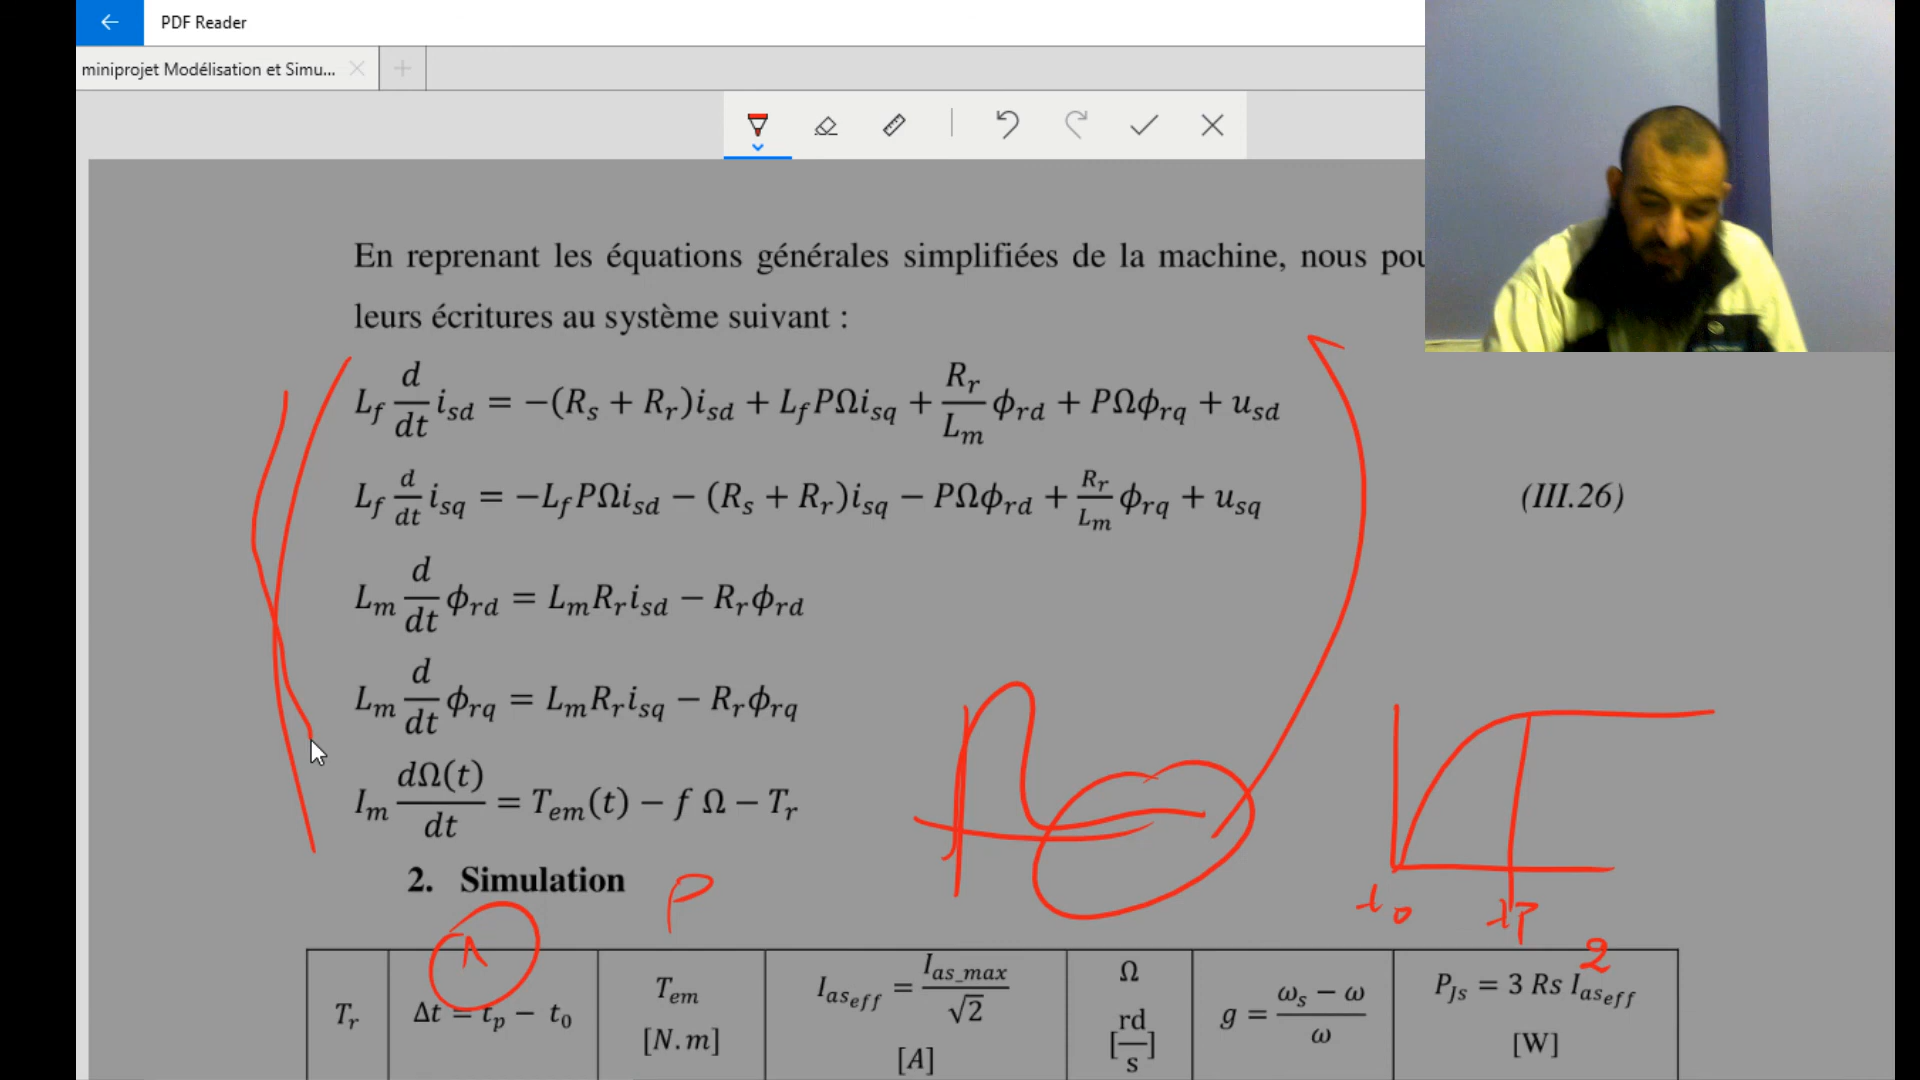 PDF Reader
miniprojet Modélisation et Simu...
En reprenant les équations générales simplifiées de la machine, nous pou
leurs écritures au système suivant :
L_f d/dt i_sd = −(R_s + R_r)i_sd + L_f PΩi_sq + R_r/L_m ϕ_rd + PΩϕ_rq + u_sd
L_f d/dt i_sq = −L_f PΩi_sd − (R_s + R_r)i_sq − PΩϕ_rd + R_r/L_m ϕ_rq + u_sq (III.26)
L_m d/dt ϕ_rd = L_m R_r i_sd − R_r ϕ_rd
L_m d/dt ϕ_rq = L_m R_r i_sq − R_r ϕ_rq
I_m dΩ(t)/dt = T_em(t) − f Ω − T_r
2. Simulation
P
t0 tp
2
T_r
Δt = t_p − t_0
T_em
[N.m]
I_as_eff = I_as_max/√2
[A]
Ω
[rd/s]
g = ω_s − ω/ω
P_Js = 3 Rs I_as_eff
[W]